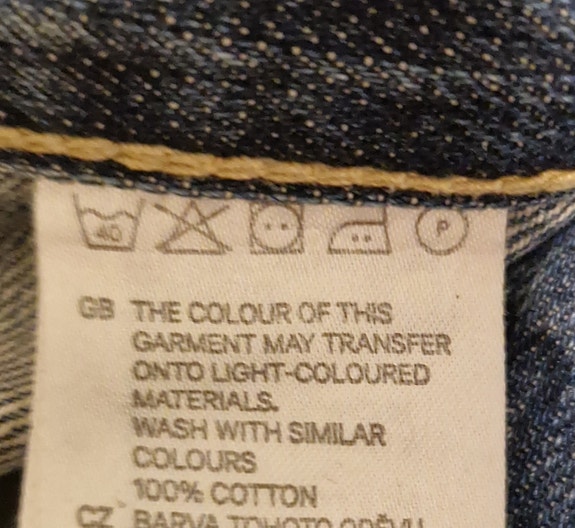 40 P
GB THE COLOUR OF THIS
GARMENT MAY TRANSFER
ONTO LIGHT-COLOURED
MATERIALS.
WASH WITH SIMILAR
COLOURS
100% COTTON
CZ BARVA TOHOTO ODĚVU